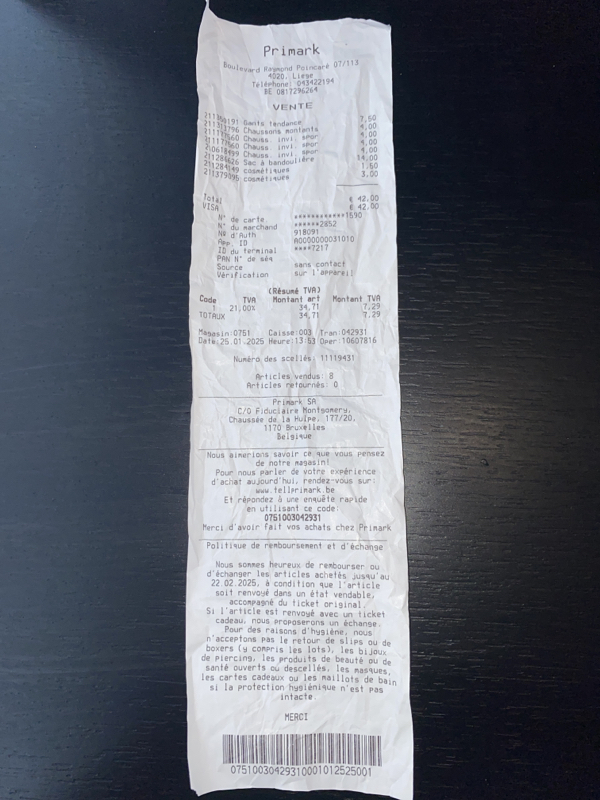 Primark
Boulevard Raymond Poincaré 07/113
4020, Liège
Téléphone: 043422194
BE 0817296264
VENTE
Gants tendance 7,60
Chaussons montants 4,00
Chauss. invi. spor 4,00
Chauss. invi. spor 4,00
Chauss. invi. spor 4,00
Sac à bandoulière 14,00
cosmétiques 1,60
cosmétiques 3,00
Total € 42,00
VISA € 42,00
N° de carte ************1690
N° du marchand ******2852
N° d'Auth 918091
App. ID A0000000031010
ID du terminal ****7217
PAN N° de séq
Source sans contact
Vérification sur l'appareil
(Résumé TVA)
Code TVA Montant art Montant TVA
1 21,00% 34,71 7,29
TOTAUX 34,71 7,29
Magasin:0751 Caisse:003 Tran:042931
Date:25.01.2025 Heure:13:53 Oper:10607816
Numéro des scellés: 11119431
Articles vendus: 8
Articles retournés: 0
Primark SA
C/O Fiduciaire Montgomery,
Chaussée de la Hulpe, 177/20,
1170 Bruxelles
Belgique
Nous aimerions savoir ce que vous pensez
de notre magasin!
Pour nous parler de votre expérience
d'achat aujourd'hui, rendez-vous sur:
www.tellprimark.be
Et répondez à une enquête rapide
en utilisant ce code:
0751003042931
Merci d'avoir fait vos achats chez Primark
Politique de remboursement et d'échange
Nous sommes heureux de rembourser ou
d'échanger les articles achetés jusqu'au
22.02.2025, à condition que l'article
soit renvoyé dans un état vendable,
accompagné du ticket original.
Si l'article est renvoyé avec un ticket
cadeau, nous proposerons un échange.
Pour des raisons d'hygiène, nous
n'acceptons pas le retour de slips ou de
boxers (y compris les lots), les bijoux
de piercing, les produits de beauté ou de
santé ouverts ou descellés, les masques,
les cartes cadeaux ou les maillots de bain
si la protection hygiénique n'est pas
intacte.
MERCI
07510030429310001012525001